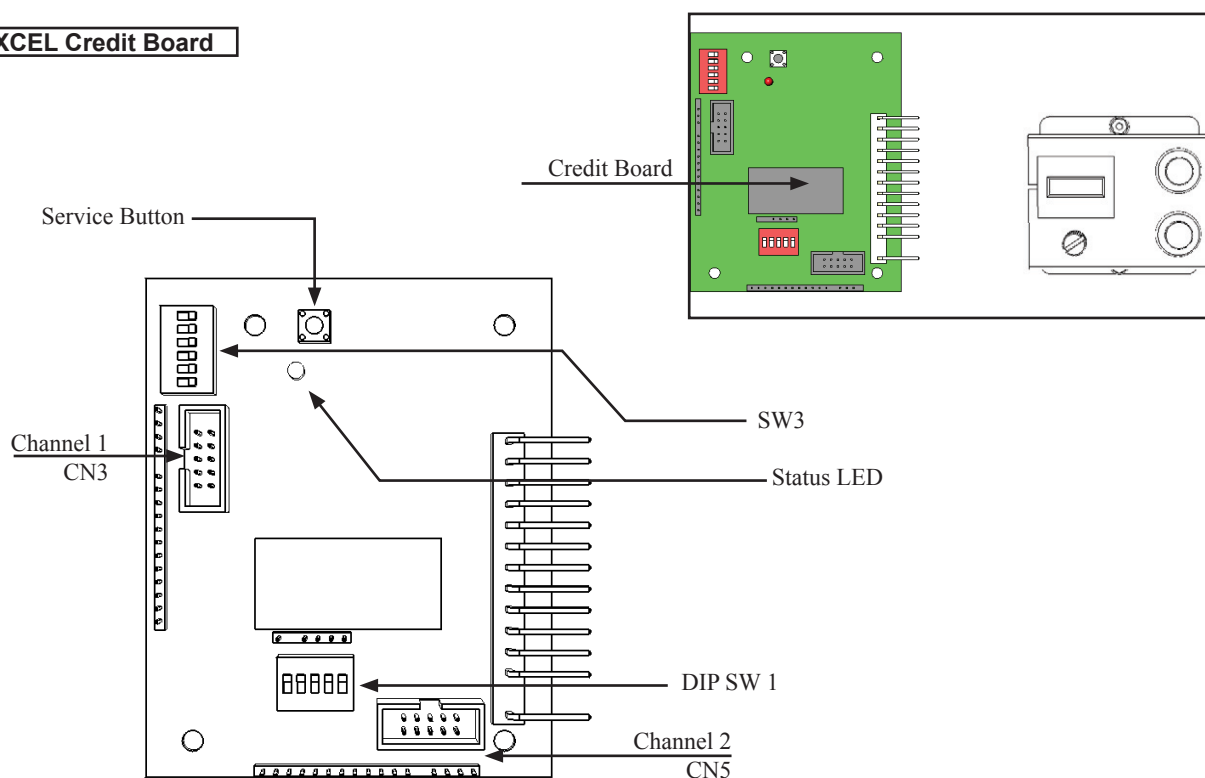 XCEL Credit Board
Credit Board
Service Button
SW3
Channel 1
CN3
Status LED
DIP SW 1
Channel 2
CN5